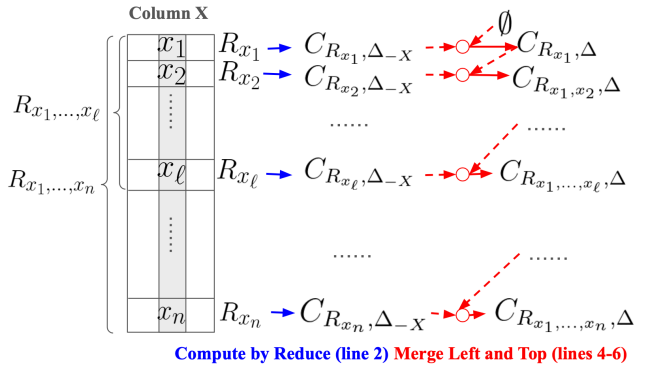 Column X
∅
x_1 R_{x_1} C_{R_{x_1},Δ_{-X}} C_{R_{x_1},Δ}
x_2 R_{x_2} C_{R_{x_2},Δ_{-X}} C_{R_{x_1,x_2},Δ}
R_{x_1,...,x_ℓ} ...... ...... ......
R_{x_1,...,x_n} x_ℓ R_{x_ℓ} C_{R_{x_ℓ},Δ_{-X}} C_{R_{x_1,...,x_ℓ},Δ}
...... ...... ......
x_n R_{x_n} C_{R_{x_n},Δ_{-X}} C_{R_{x_1,...,x_n},Δ}
Compute by Reduce (line 2) Merge Left and Top (lines 4-6)